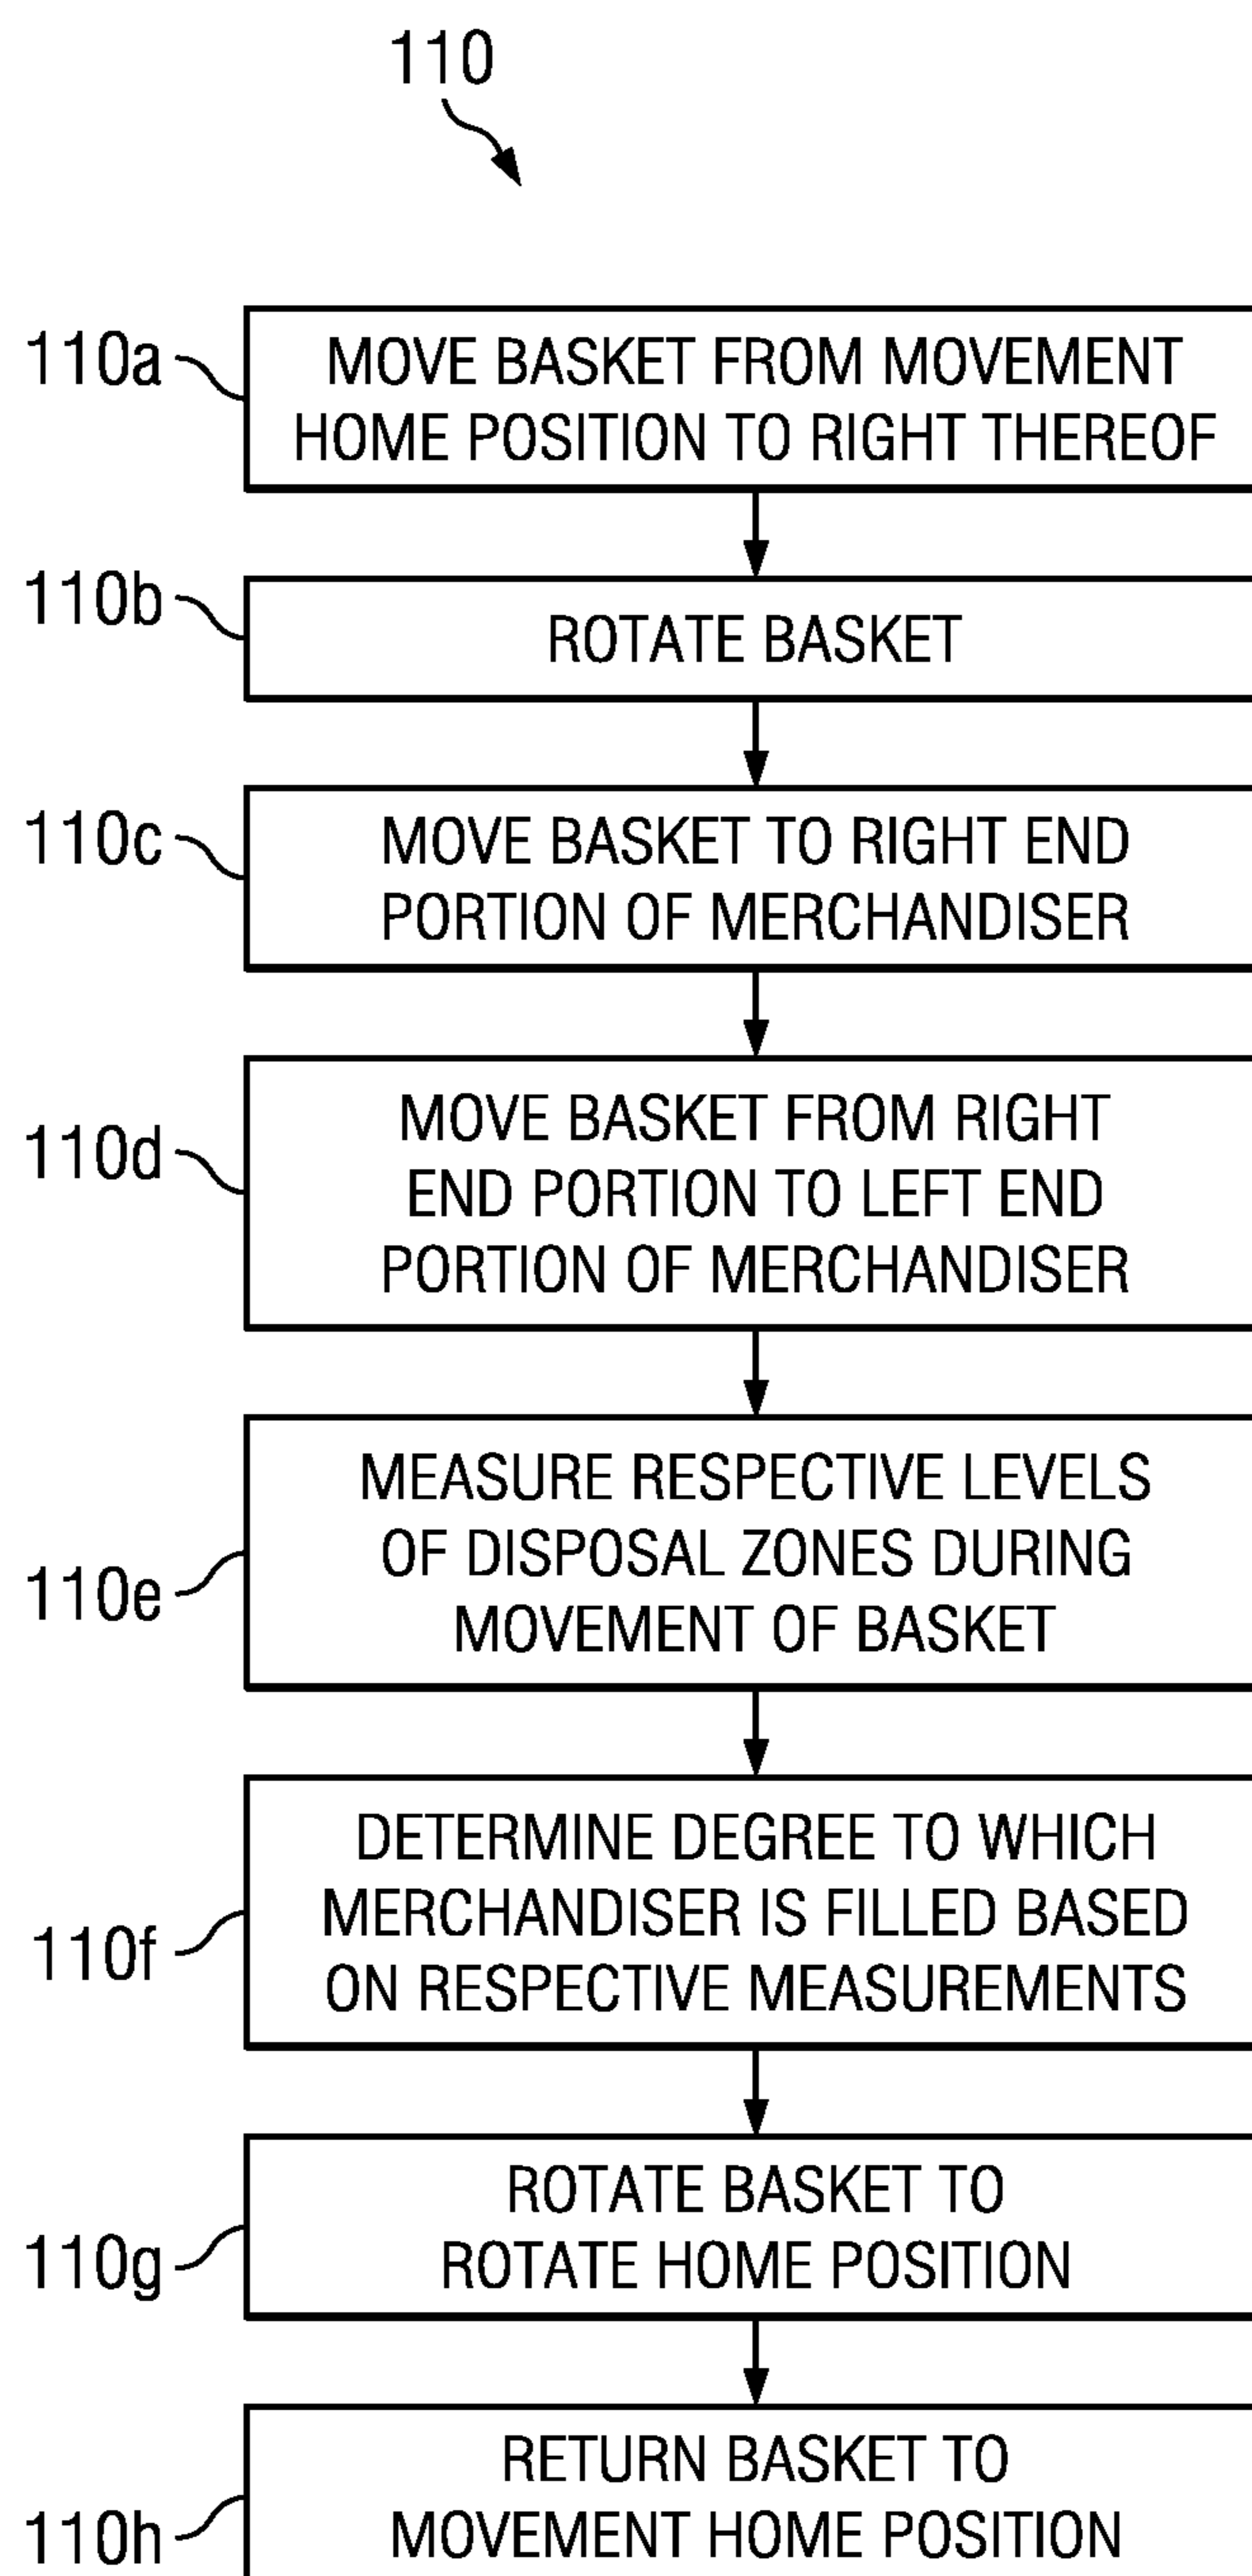 110
110a
MOVE BASKET FROM MOVEMENT
HOME POSITION TO RIGHT THEREOF
110b
ROTATE BASKET
110c
MOVE BASKET TO RIGHT END
PORTION OF MERCHANDISER
110d
MOVE BASKET FROM RIGHT
END PORTION TO LEFT END
PORTION OF MERCHANDISER
110e
MEASURE RESPECTIVE LEVELS
OF DISPOSAL ZONES DURING
MOVEMENT OF BASKET
110f
DETERMINE DEGREE TO WHICH
MERCHANDISER IS FILLED BASED
ON RESPECTIVE MEASUREMENTS
110g
ROTATE BASKET TO
ROTATE HOME POSITION
110h
RETURN BASKET TO
MOVEMENT HOME POSITION